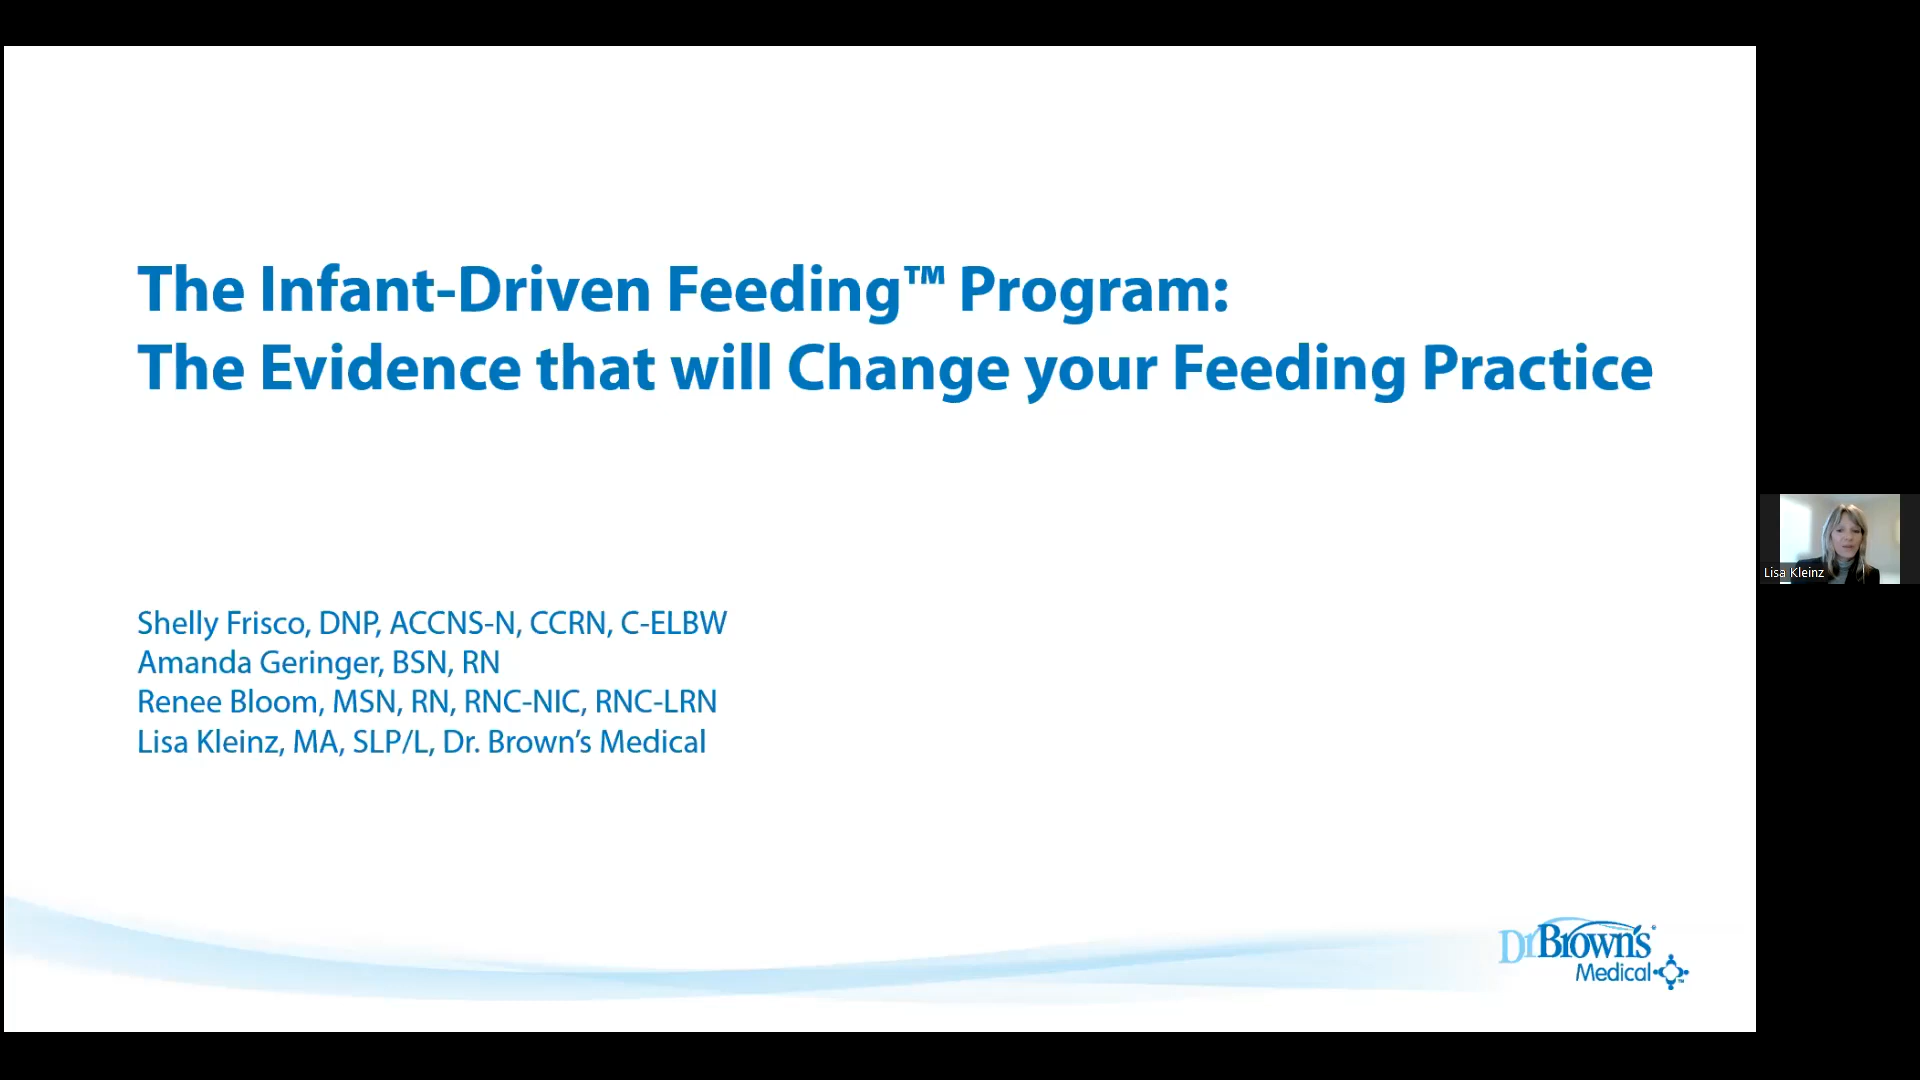 The Infant-Driven Feeding™ Program:
The Evidence that will Change your Feeding Practice
Shelly Frisco, DNP, ACCNS-N, CCRN, C-ELBW
Amanda Geringer, BSN, RN
Renee Bloom, MSN, RN, RNC-NIC, RNC-LRN
Lisa Kleinz, MA, SLP/L, Dr. Brown’s Medical
Lisa Kleinz
Dr Brown's®
Medical™